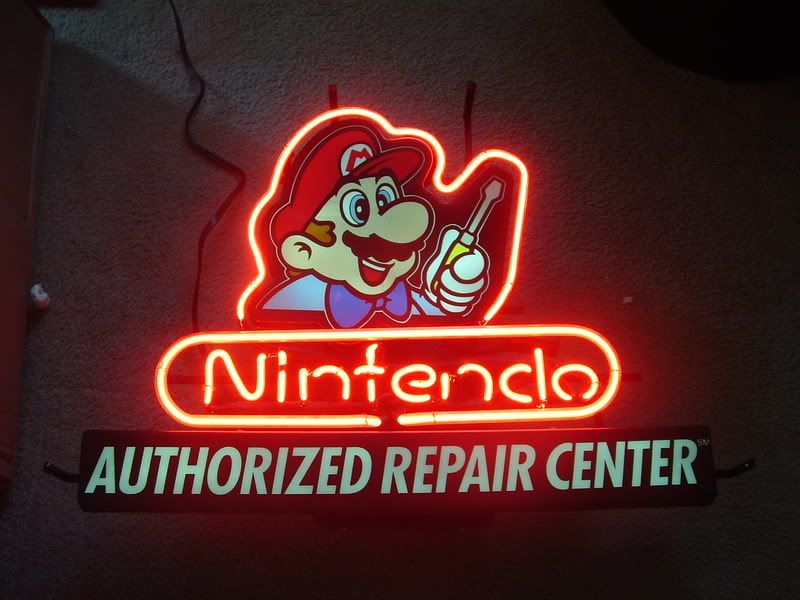 M
Nintendo
AUTHORIZED REPAIR CENTER℠